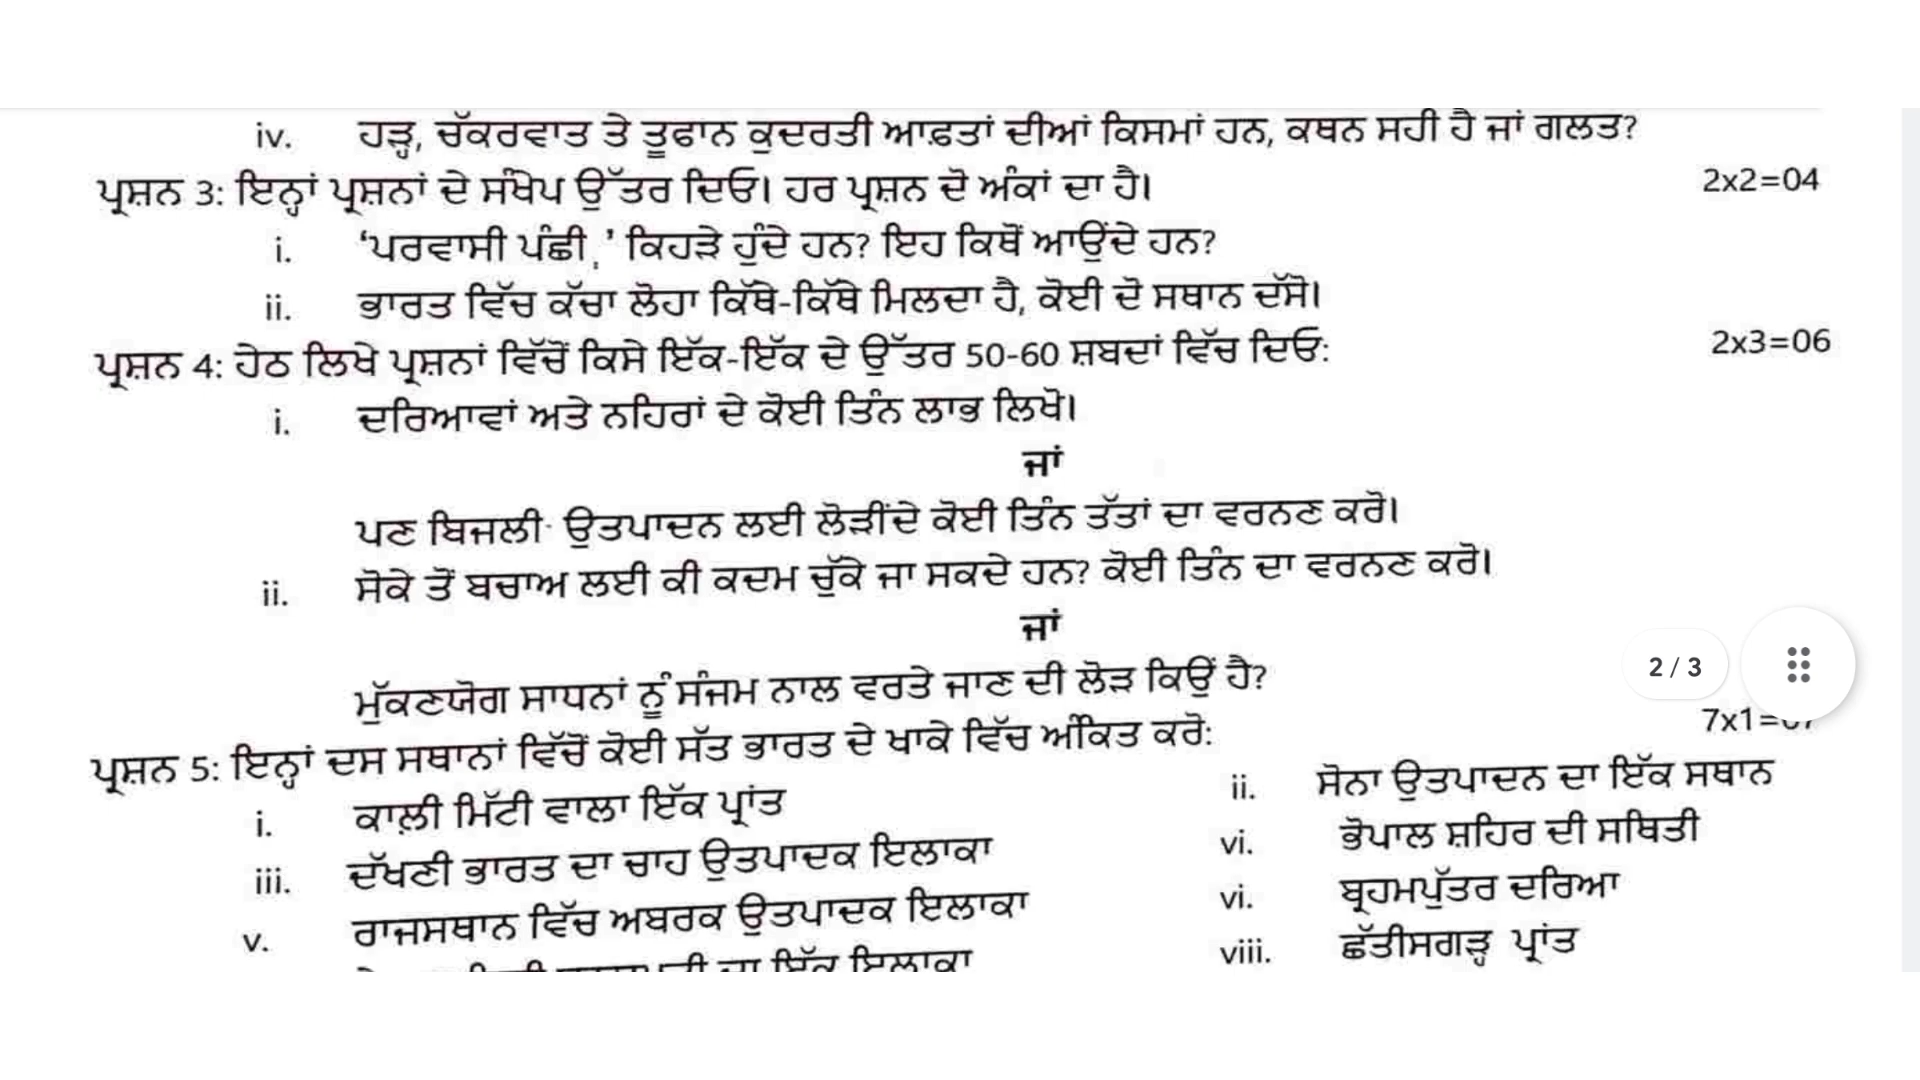 iv. ਹੜ੍ਹ, ਚੱਕਰਵਾਤ ਤੇ ਤੂਫਾਨ ਕੁਦਰਤੀ ਆਫ਼ਤਾਂ ਦੀਆਂ ਕਿਸਮਾਂ ਹਨ, ਕਥਨ ਸਹੀ ਹੈ ਜਾਂ ਗਲਤ?
ਪ੍ਰਸ਼ਨ 3: ਇਨ੍ਹਾਂ ਪ੍ਰਸ਼ਨਾਂ ਦੇ ਸੰਖੇਪ ਉੱਤਰ ਦਿਓ। ਹਰ ਪ੍ਰਸ਼ਨ ਦੋ ਅੰਕਾਂ ਦਾ ਹੈ। 2x2=04
i. ‘ਪਰਵਾਸੀ ਪੰਛੀ,’ ਕਿਹੜੇ ਹੁੰਦੇ ਹਨ? ਇਹ ਕਿਥੋਂ ਆਉਂਦੇ ਹਨ?
ii. ਭਾਰਤ ਵਿੱਚ ਕੱਚਾ ਲੋਹਾ ਕਿੱਥੇ-ਕਿੱਥੇ ਮਿਲਦਾ ਹੈ, ਕੋਈ ਦੋ ਸਥਾਨ ਦੱਸੋ।
ਪ੍ਰਸ਼ਨ 4: ਹੇਠ ਲਿਖੇ ਪ੍ਰਸ਼ਨਾਂ ਵਿੱਚੋਂ ਕਿਸੇ ਇੱਕ-ਇੱਕ ਦੇ ਉੱਤਰ 50-60 ਸ਼ਬਦਾਂ ਵਿੱਚ ਦਿਓ: 2x3=06
i. ਦਰਿਆਵਾਂ ਅਤੇ ਨਹਿਰਾਂ ਦੇ ਕੋਈ ਤਿੰਨ ਲਾਭ ਲਿਖੋ।
ਜਾਂ
ਪਣ ਬਿਜਲੀ ਉਤਪਾਦਨ ਲਈ ਲੋੜੀਂਦੇ ਕੋਈ ਤਿੰਨ ਤੱਤਾਂ ਦਾ ਵਰਨਣ ਕਰੋ।
ii. ਸੋਕੇ ਤੋਂ ਬਚਾਅ ਲਈ ਕੀ ਕਦਮ ਚੁੱਕੇ ਜਾ ਸਕਦੇ ਹਨ? ਕੋਈ ਤਿੰਨ ਦਾ ਵਰਨਣ ਕਰੋ।
ਜਾਂ
ਮੁੱਕਣਯੋਗ ਸਾਧਨਾਂ ਨੂੰ ਸੰਜਮ ਨਾਲ ਵਰਤੇ ਜਾਣ ਦੀ ਲੋੜ ਕਿਉਂ ਹੈ?
2 / 3
ਪ੍ਰਸ਼ਨ 5: ਇਨ੍ਹਾਂ ਦਸ ਸਥਾਨਾਂ ਵਿੱਚੋਂ ਕੋਈ ਸੱਤ ਭਾਰਤ ਦੇ ਖਾਕੇ ਵਿੱਚ ਅੰਕਿਤ ਕਰੋ: 7x1=07
i. ਕਾਲ਼ੀ ਮਿੱਟੀ ਵਾਲਾ ਇੱਕ ਪ੍ਰਾਂਤ ii. ਸੋਨਾ ਉਤਪਾਦਨ ਦਾ ਇੱਕ ਸਥਾਨ
iii. ਦੱਖਣੀ ਭਾਰਤ ਦਾ ਚਾਹ ਉਤਪਾਦਕ ਇਲਾਕਾ vi. ਭੋਪਾਲ ਸ਼ਹਿਰ ਦੀ ਸਥਿਤੀ
v. ਰਾਜਸਥਾਨ ਵਿੱਚ ਅਬਰਕ ਉਤਪਾਦਕ ਇਲਾਕਾ vi. ਬ੍ਰਹਮਪੁੱਤਰ ਦਰਿਆ
ਦਾ ਇੱਕ ਇਲਾਕਾ viii. ਛੱਤੀਸਗੜ੍ਹ ਪ੍ਰਾਂਤ